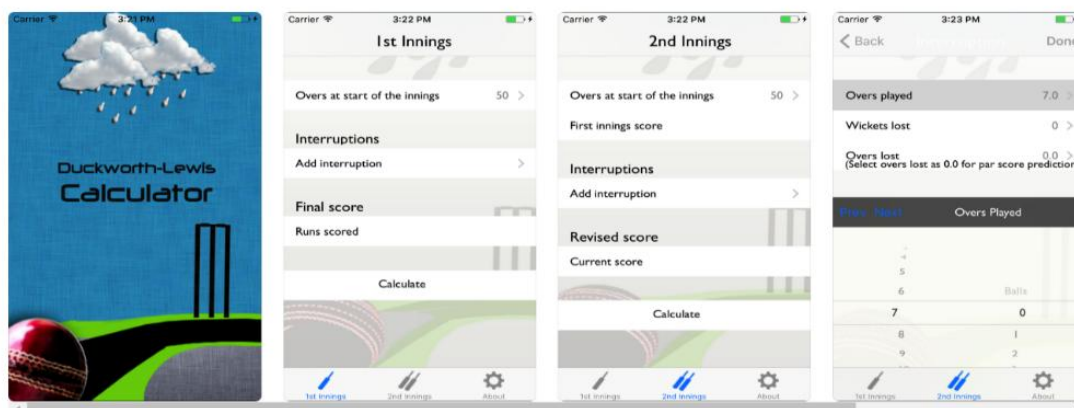 Carrier 3:21 PM
Duckworth-Lewis
Calculator
Carrier 3:22 PM
1st Innings
Overs at start of the innings 50 >
Interruptions
Add interruption >
Final score
Runs scored
Calculate
1st Innings 2nd Innings About
Carrier 3:22 PM
2nd Innings
Overs at start of the innings 50 >
First innings score
Interruptions
Add interruption >
Revised score
Current score
Calculate
1st Innings 2nd Innings About
Carrier 3:23 PM
< Back Interruption Done
Overs played 7.0 >
Wickets lost 0 >
Overs lost 0.0 >
(Select overs lost as 0.0 for par score prediction
Prev Next Overs Played
4
5
6 Balls
7 0
8 1
9 2
1st Innings 2nd Innings About